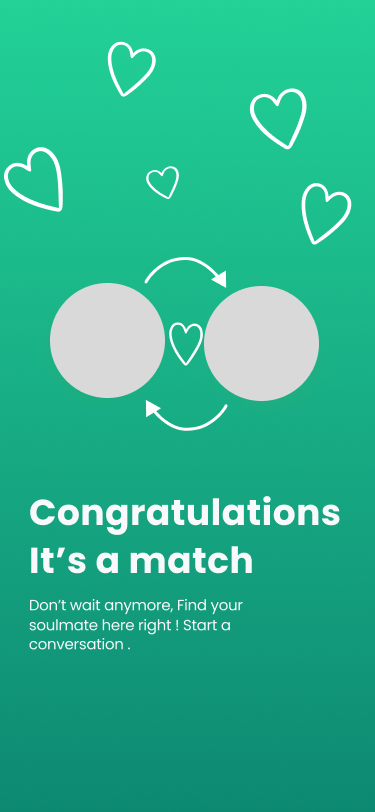 Congratulations
It’s a match
Don’t wait anymore, Find your
soulmate here right ! Start a
conversation .